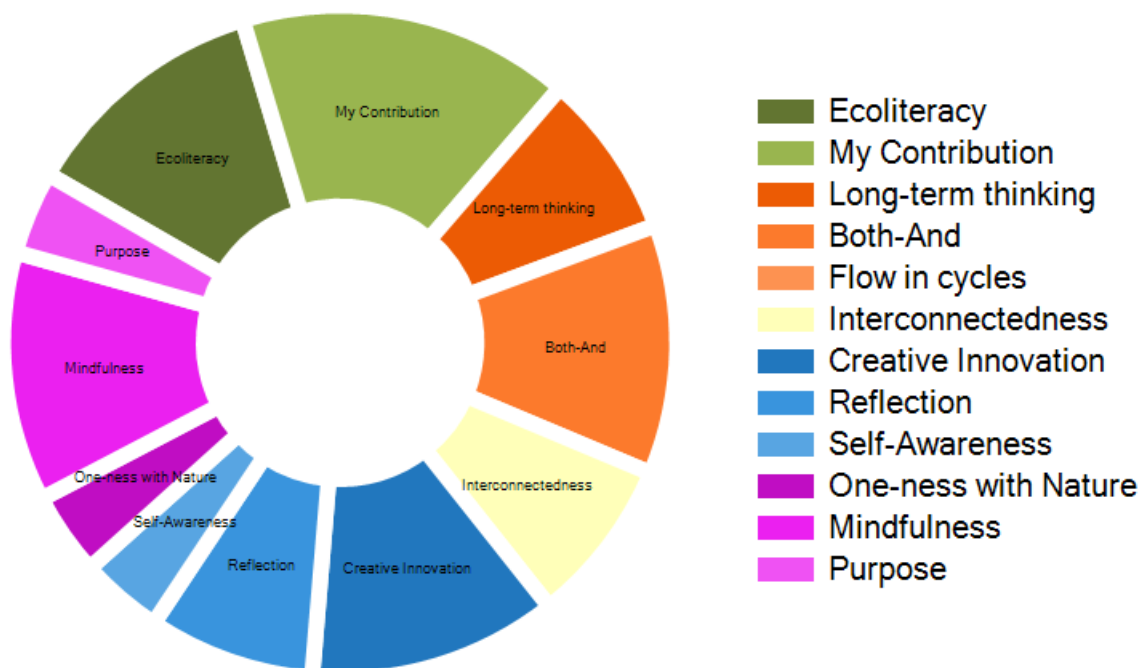 My Contribution
Ecoliteracy
Long-term thinking
Purpose
Both-And
Mindfulness
One-ness with Nature
Interconnectedness
Self-Awareness
Reflection
Creative Innovation
Ecoliteracy
My Contribution
Long-term thinking
Both-And
Flow in cycles
Interconnectedness
Creative Innovation
Reflection
Self-Awareness
One-ness with Nature
Mindfulness
Purpose